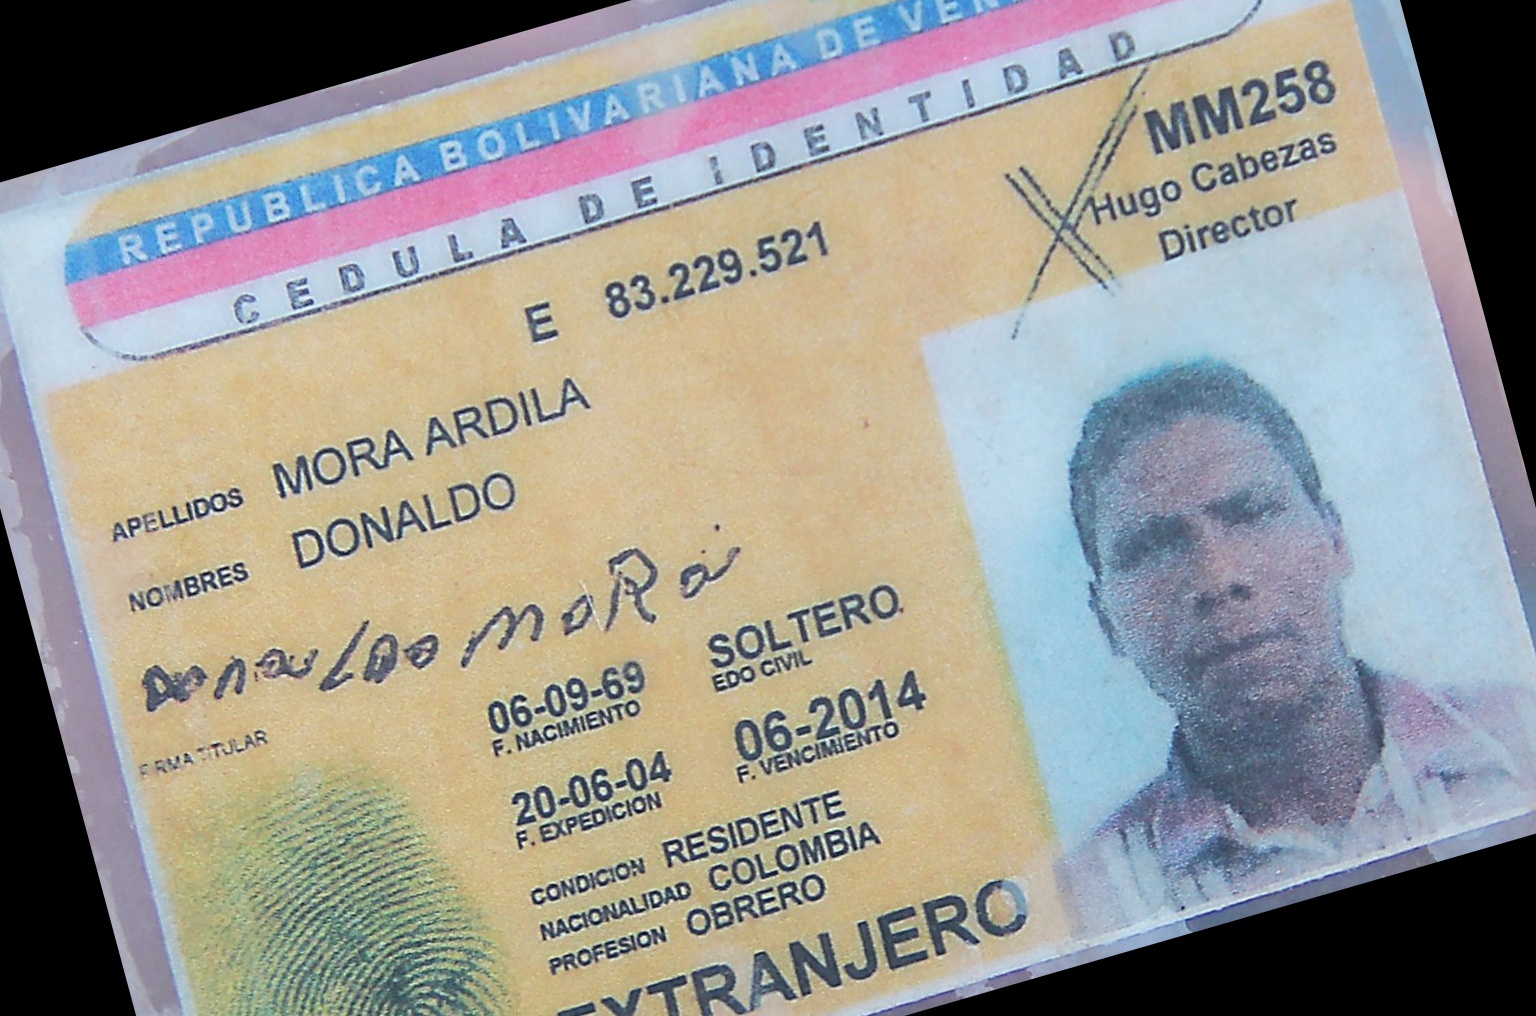 REPUBLICA BOLIVARIANA DE VEN
CEDULA DE IDENTIDAD
MM258
Hugo Cabezas
Director
E 83.229.521
APELLIDOS MORA ARDILA
NOMBRES DONALDO
Donaldo moRa
FIRMA TITULAR
06-09-69 SOLTERO
F. NACIMIENTO EDO CIVIL
20-06-04 06-2014
F. EXPEDICION F. VENCIMIENTO
CONDICION RESIDENTE
NACIONALIDAD COLOMBIA
PROFESION OBRERO
EXTRANJERO